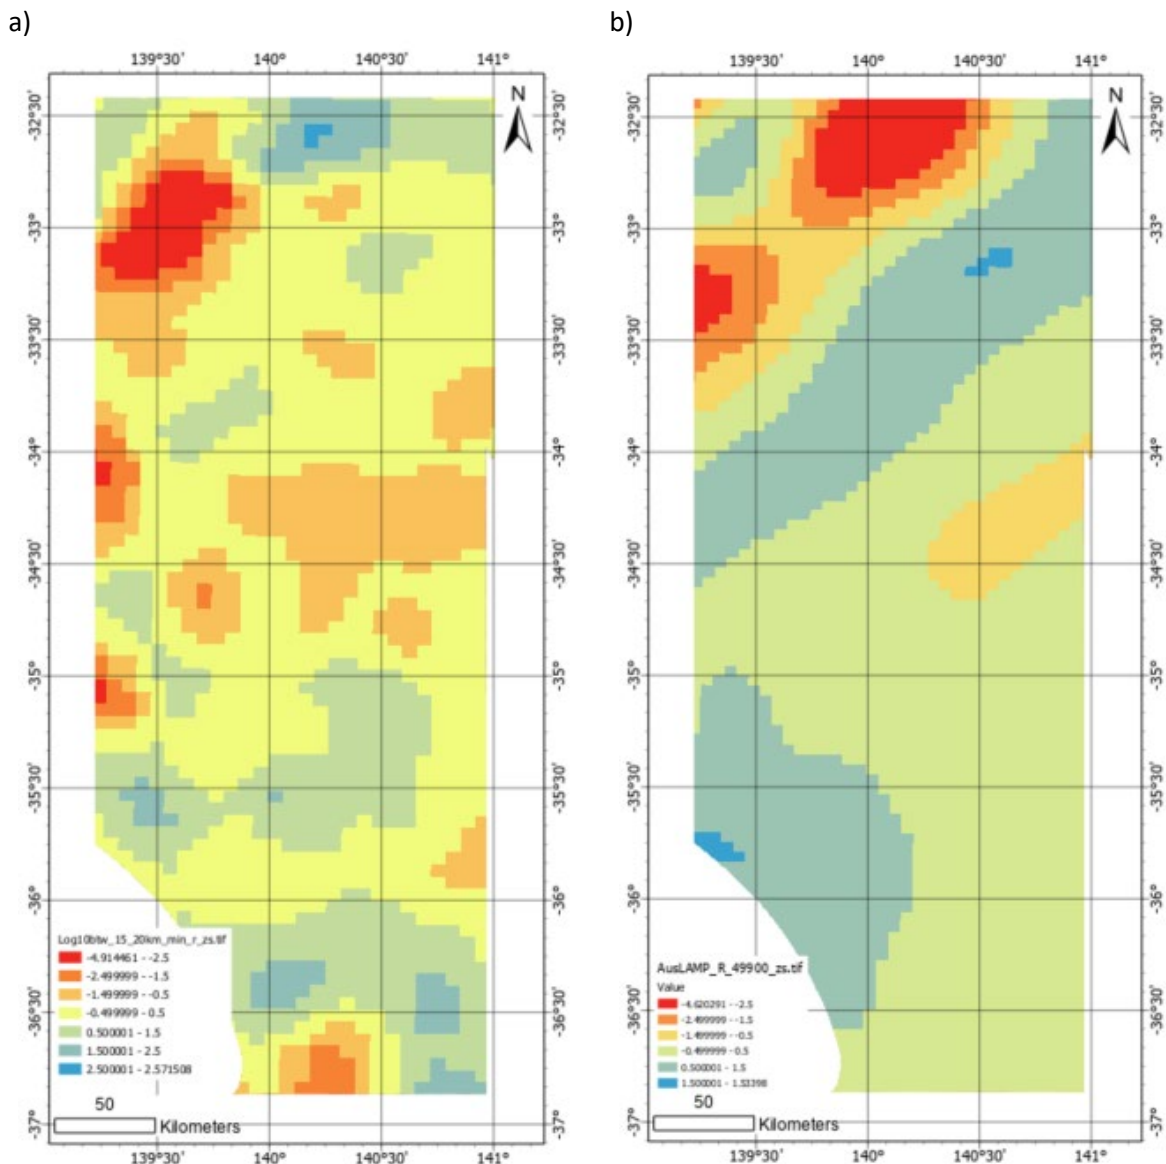 a)
139°30' 140° 140°30' 141°
N
-32°30'
-33°
-33°30'
-34°
-34°30'
-35°
-35°30'
-36°
-36°30'
-37°
-32°30'
-33°
-33°30'
-34°
-34°30'
-35°
-35°30'
-36°
-36°30'
-37°
Log10btw_15_20km_min_r_zs.tif
-4.914461 - -2.5
-2.499999 - -1.5
-1.499999 - -0.5
-0.499999 - 0.5
0.500001 - 1.5
1.500001 - 2.5
2.500001 - 2.571508
50
Kilometers
139°30' 140° 140°30' 141°
b)
139°30' 140° 140°30' 141°
N
-32°30'
-33°
-33°30'
-34°
-34°30'
-35°
-35°30'
-36°
-36°30'
-37°
-32°30'
-33°
-33°30'
-34°
-34°30'
-35°
-35°30'
-36°
-36°30'
-37°
AusLAMP_R_49900_zs.tif
Value
-4.620291 - -2.5
-2.499999 - -1.5
-1.499999 - -0.5
-0.499999 - 0.5
0.500001 - 1.5
1.500001 - 1.53398
50
Kilometers
139°30' 140° 140°30' 141°